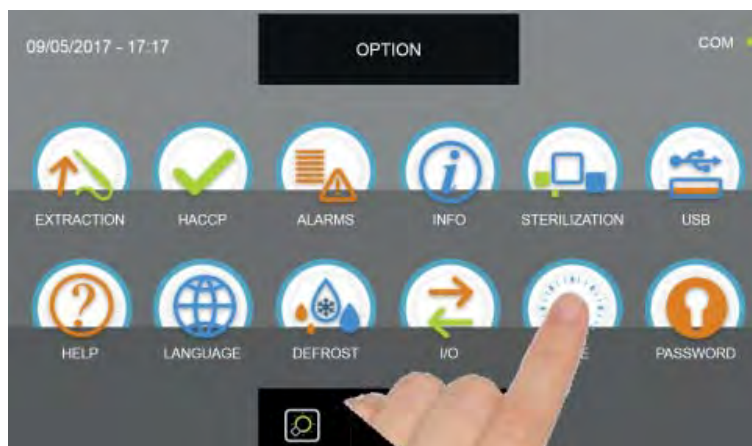 09/05/2017 - 17:17 OPTION COM
EXTRACTION HACCP ALARMS INFO STERILIZATION USB
HELP LANGUAGE DEFROST I/O PASSWORD